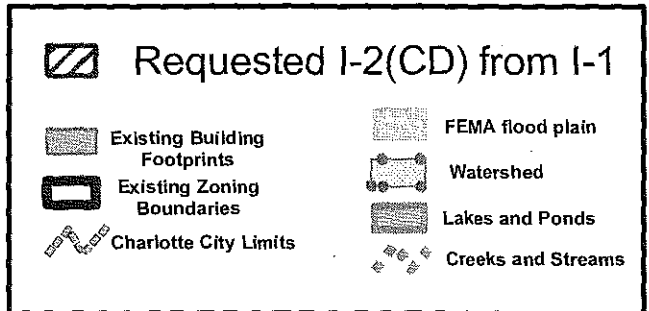 Requested I-2(CD) from I-1
Existing Building
Footprints
Existing Zoning
Boundaries
Charlotte City Limits
FEMA flood plain
Watershed
Lakes and Ponds
Creeks and Streams